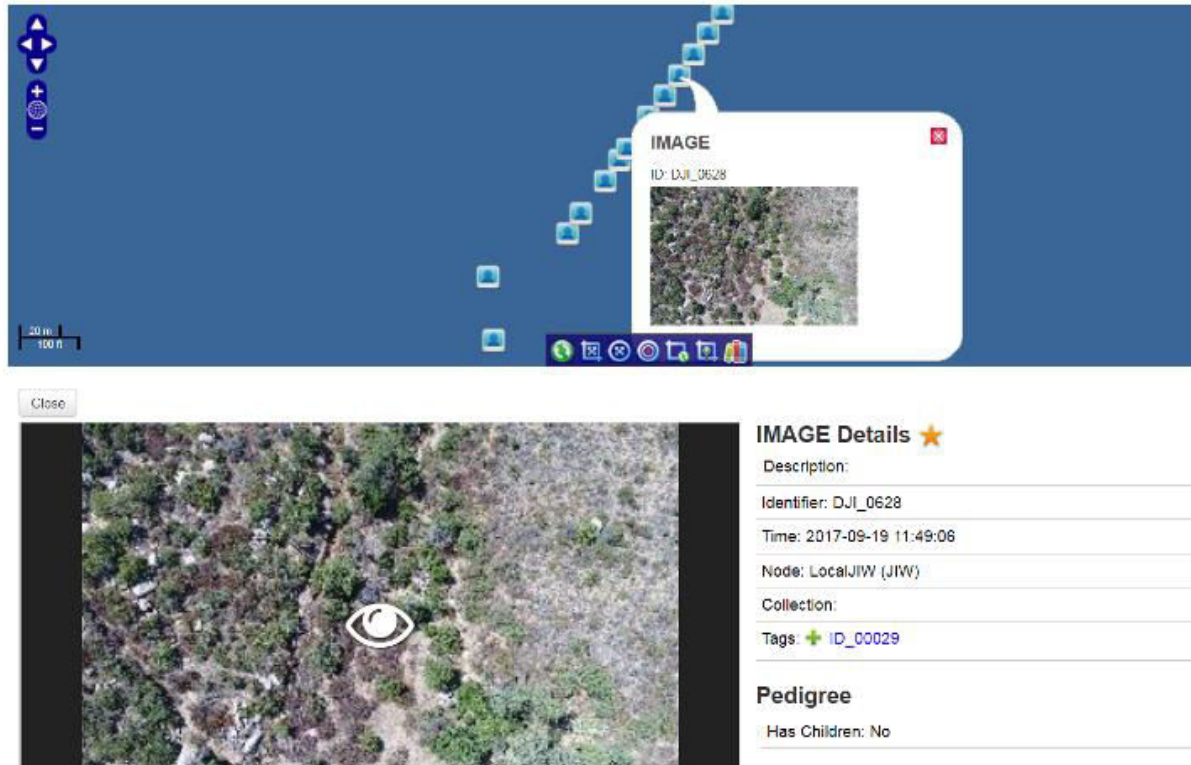 IMAGE
ID: DJI_0628
20 m
100 ft
Close
IMAGE Details
Description:
Identifier: DJI_0628
Time: 2017-09-19 11:49:06
Node: LocalJIW (JIW)
Collection:
Tags: ID_00029
Pedigree
Has Children: No